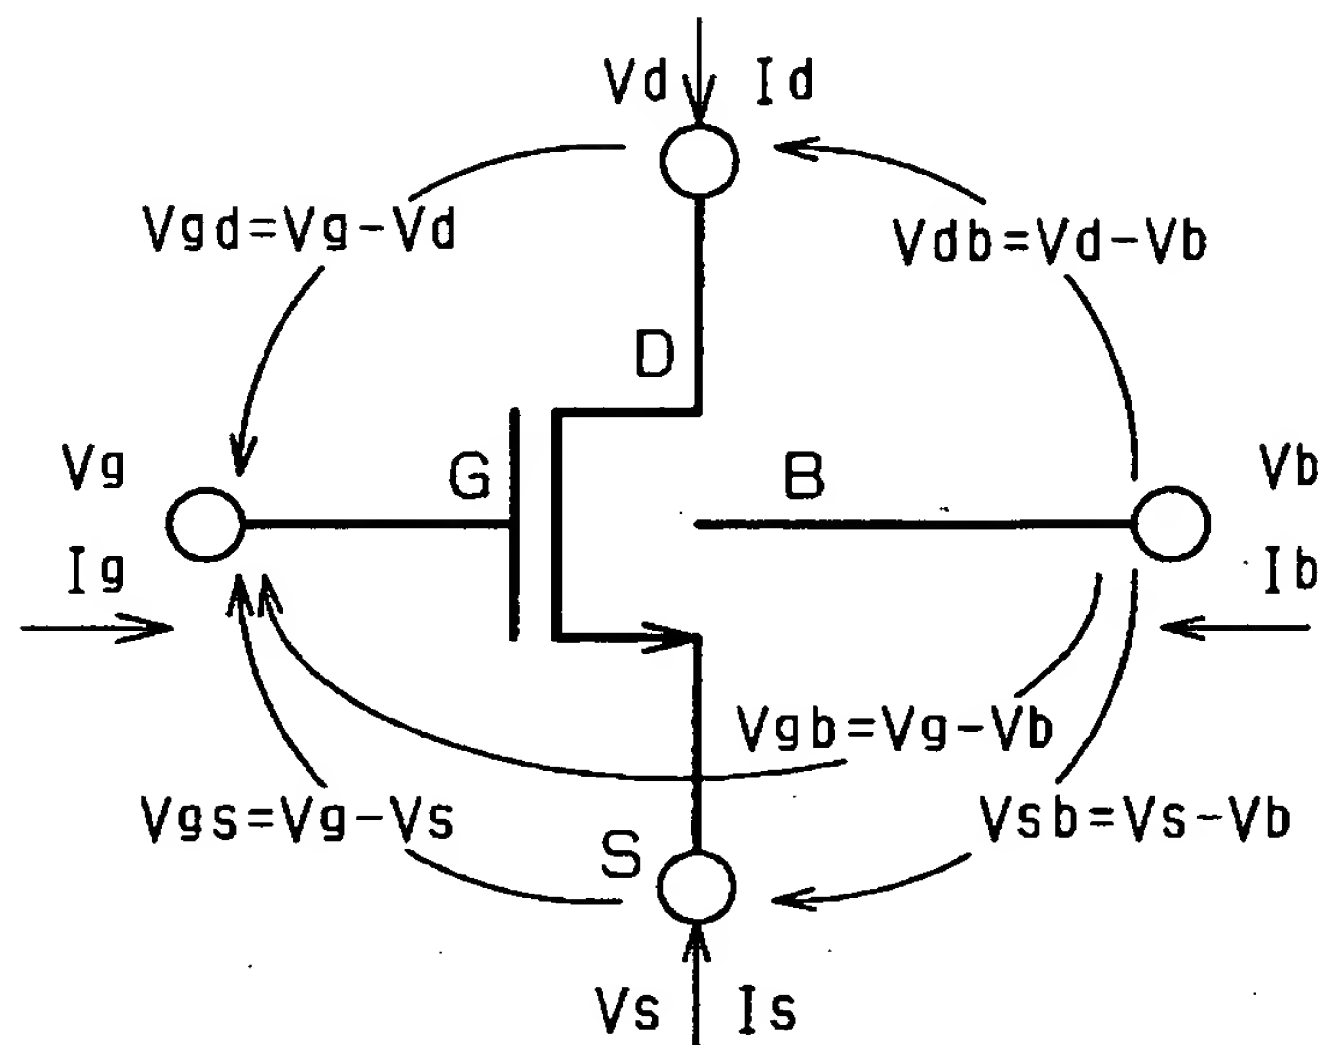 Vd Id
Vgd=Vg-Vd
Vdb=Vd-Vb
D
Vg
G
B
Vb
Ig
Ib
Vgb=Vg-Vb
Vgs=Vg-Vs
Vsb=Vs-Vb
S
Vs Is